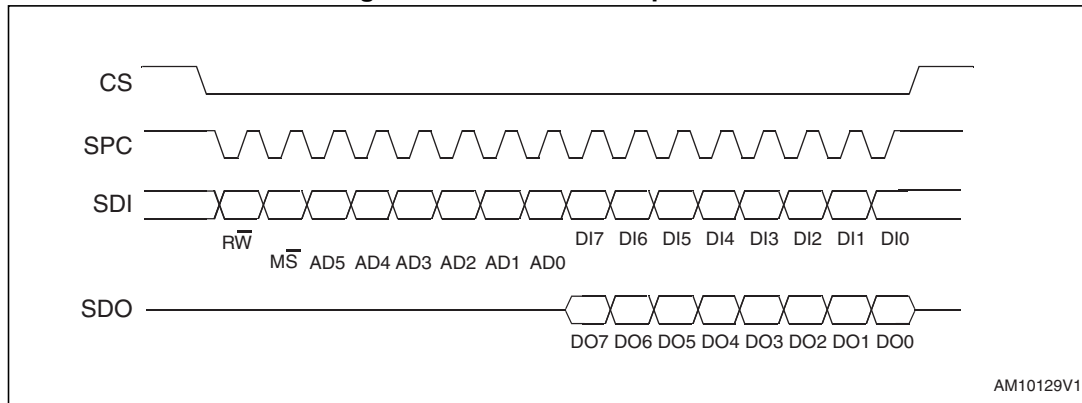 CS
SPC
SDI
RW̅ DI7 DI6 DI5 DI4 DI3 DI2 DI1 DI0
MS̅ AD5 AD4 AD3 AD2 AD1 AD0
SDO
DO7 DO6 DO5 DO4 DO3 DO2 DO1 DO0
AM10129V1